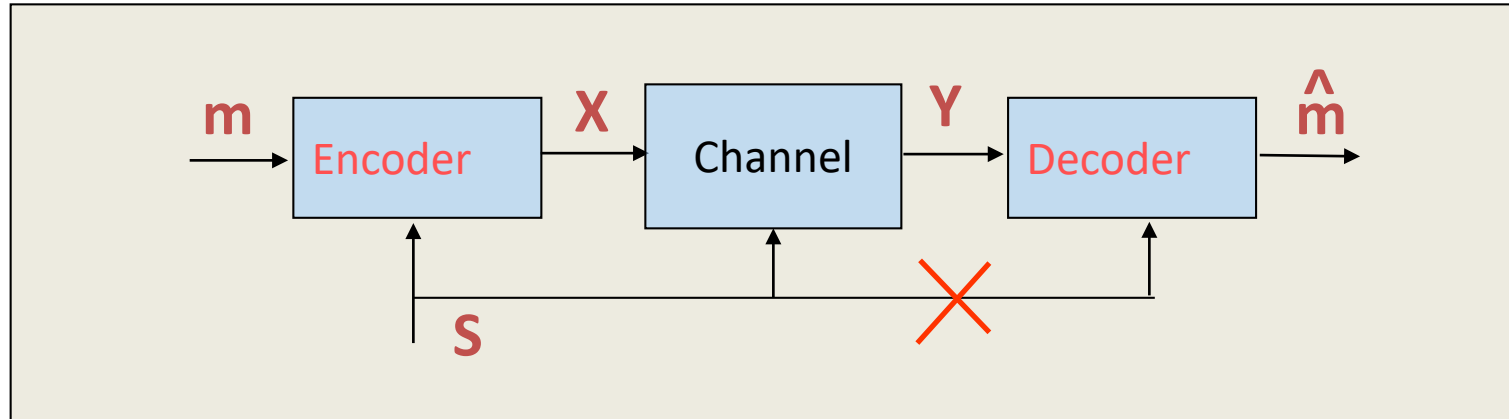 m
Encoder
X
Channel
Y
Decoder
m̂
S